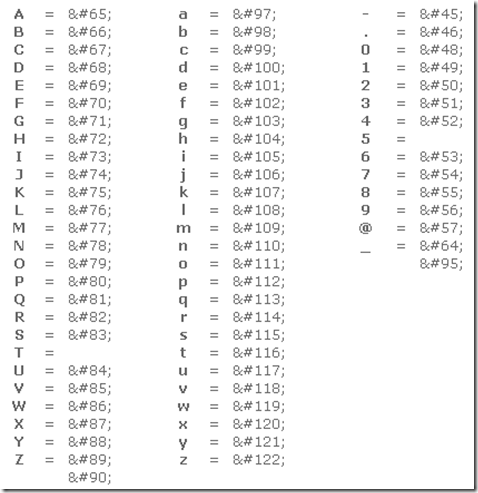 A = &#65; a = &#97; - = &#45;
B = &#66; b = &#98; . = &#46;
C = &#67; c = &#99; 0 = &#48;
D = &#68; d = &#100; 1 = &#49;
E = &#69; e = &#101; 2 = &#50;
F = &#70; f = &#102; 3 = &#51;
G = &#71; g = &#103; 4 = &#52;
H = &#72; h = &#104; 5 =
I = &#73; i = &#105; 6 = &#53;
J = &#74; j = &#106; 7 = &#54;
K = &#75; k = &#107; 8 = &#55;
L = &#76; l = &#108; 9 = &#56;
M = &#77; m = &#109; @ = &#57;
N = &#78; n = &#110; _ = &#64;
O = &#79; o = &#111; &#95;
P = &#80; p = &#112;
Q = &#81; q = &#113;
R = &#82; r = &#114;
S = &#83; s = &#115;
T = t = &#116;
U = &#84; u = &#117;
V = &#85; v = &#118;
W = &#86; w = &#119;
X = &#87; x = &#120;
Y = &#88; y = &#121;
Z = &#89; z = &#122;
&#90;